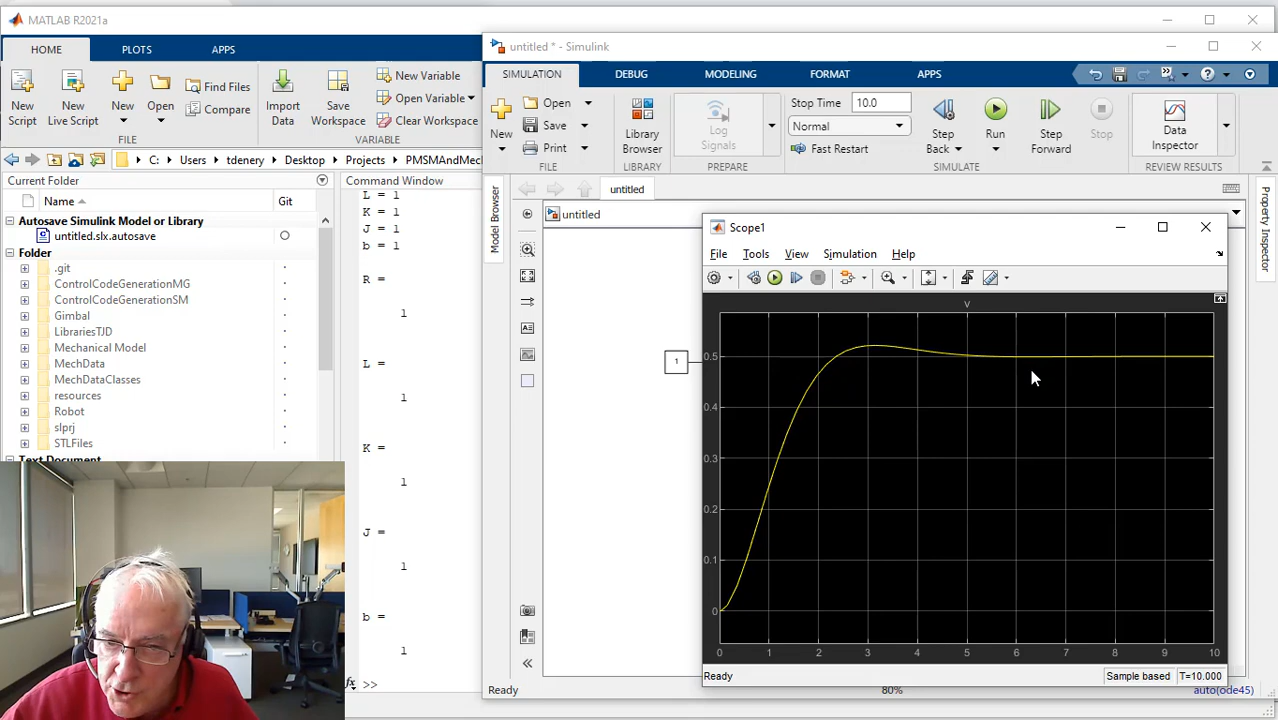 MATLAB R2021a
HOME
PLOTS
APPS
New Script
New Live Script
New
Open
Find Files
Compare
Import Data
Save Workspace
New Variable
Open Variable
Clear Workspace
FILE
VARIABLE
C: Users tdenery Desktop Projects PMSMAndMech
Current Folder
Name
Git
Autosave Simulink Model or Library
untitled.slx.autosave
Folder
.git
ControlCodeGenerationMG
ControlCodeGenerationSM
Gimbal
LibrariesTJD
Mechanical Model
MechData
MechDataClasses
resources
Robot
slprj
STLFiles
Text Document
Command Window
L = 1
K = 1
J = 1
b = 1
R =
1
L =
1
K =
1
J =
1
b =
1
fx >>
untitled * - Simulink
SIMULATION
DEBUG
MODELING
FORMAT
APPS
New
Open
Save
Print
Library Browser
Log Signals
Stop Time 10.0
Normal
Fast Restart
Step Back
Run
Step Forward
Stop
Data Inspector
FILE
LIBRARY
PREPARE
SIMULATE
REVIEW RESULTS
untitled
untitled
Model Browser
Property Inspector
1
Scope1
File
Tools
View
Simulation
Help
V
0.5
0.4
0.3
0.2
0.1
0
0 1 2 3 4 5 6 7 8 9 10
Ready
Sample based
T=10.000
Ready
80%
auto(ode45)